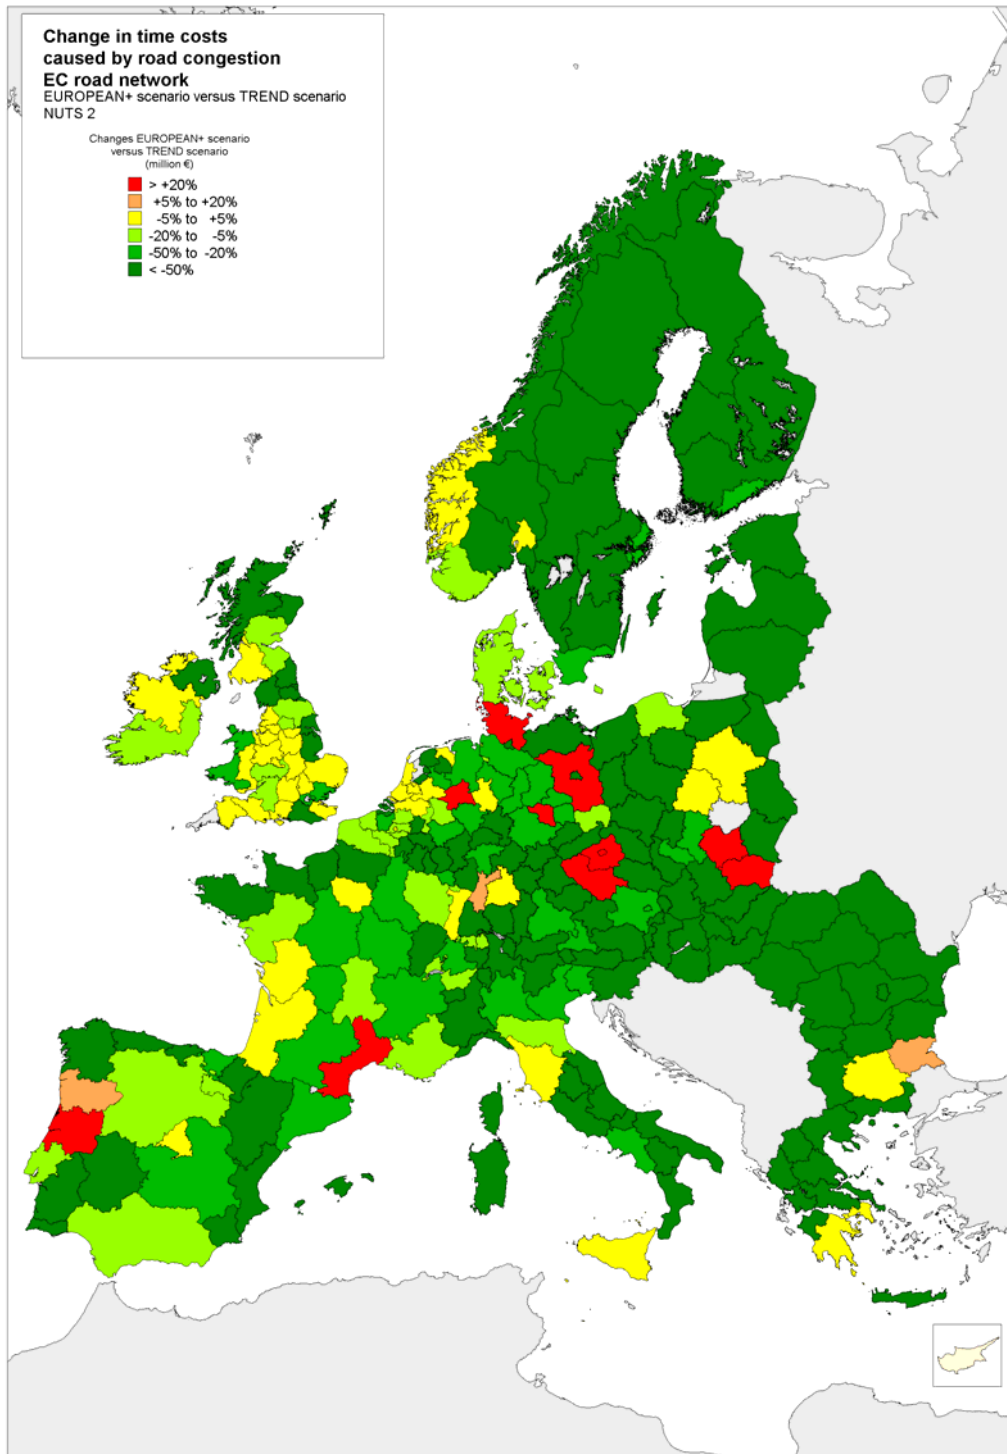 Change in time costs
caused by road congestion
EC road network
EUROPEAN+ scenario versus TREND scenario
NUTS 2
Changes EUROPEAN+ scenario
versus TREND scenario
(million €)
> +20%
+5% to +20%
-5% to +5%
-20% to -5%
-50% to -20%
< -50%